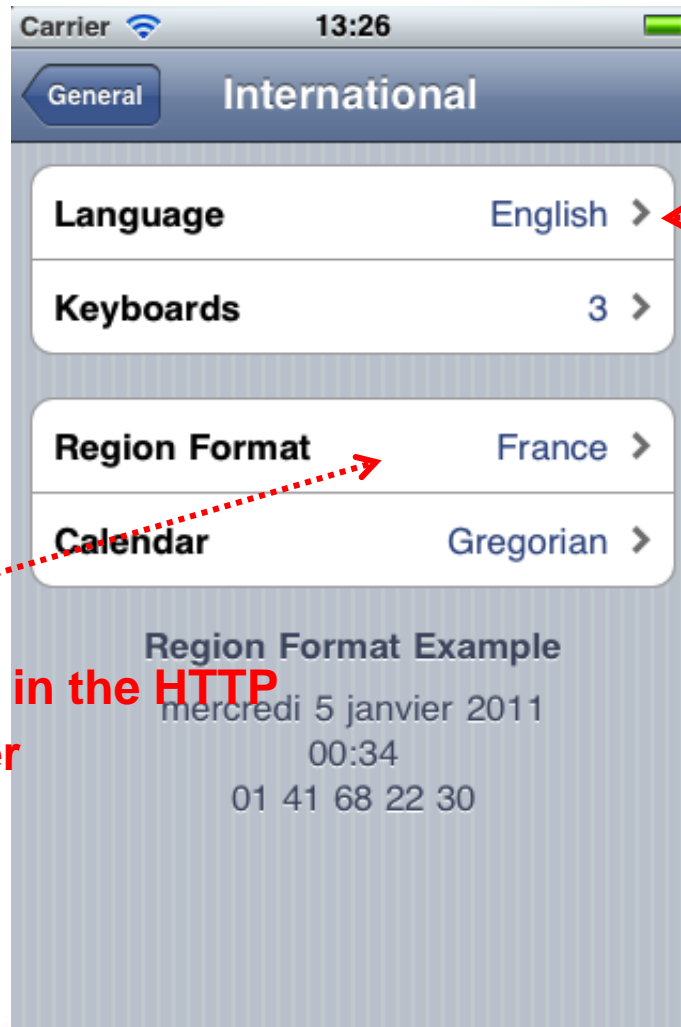 Carrier 13:26
General International
Language English
Keyboards 3
Region Format France
Calendar Gregorian
Region Format Example
in the HTTP
mercredi 5 janvier 2011
00:34
01 41 68 22 30